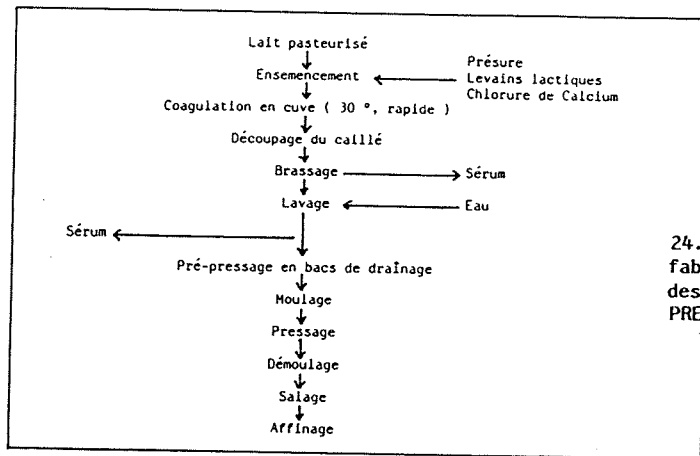 Lait pasteurisé
Ensemencement
Présure
Levains lactiques
Chlorure de Calcium
Coagulation en cuve ( 30 °, rapide )
Découpage du caillé
Brassage
Sérum
Lavage
Eau
Sérum
Pré-pressage en bacs de draînage
Moulage
Pressage
Démoulage
Salage
Affinage
24.
fab
des
PRE